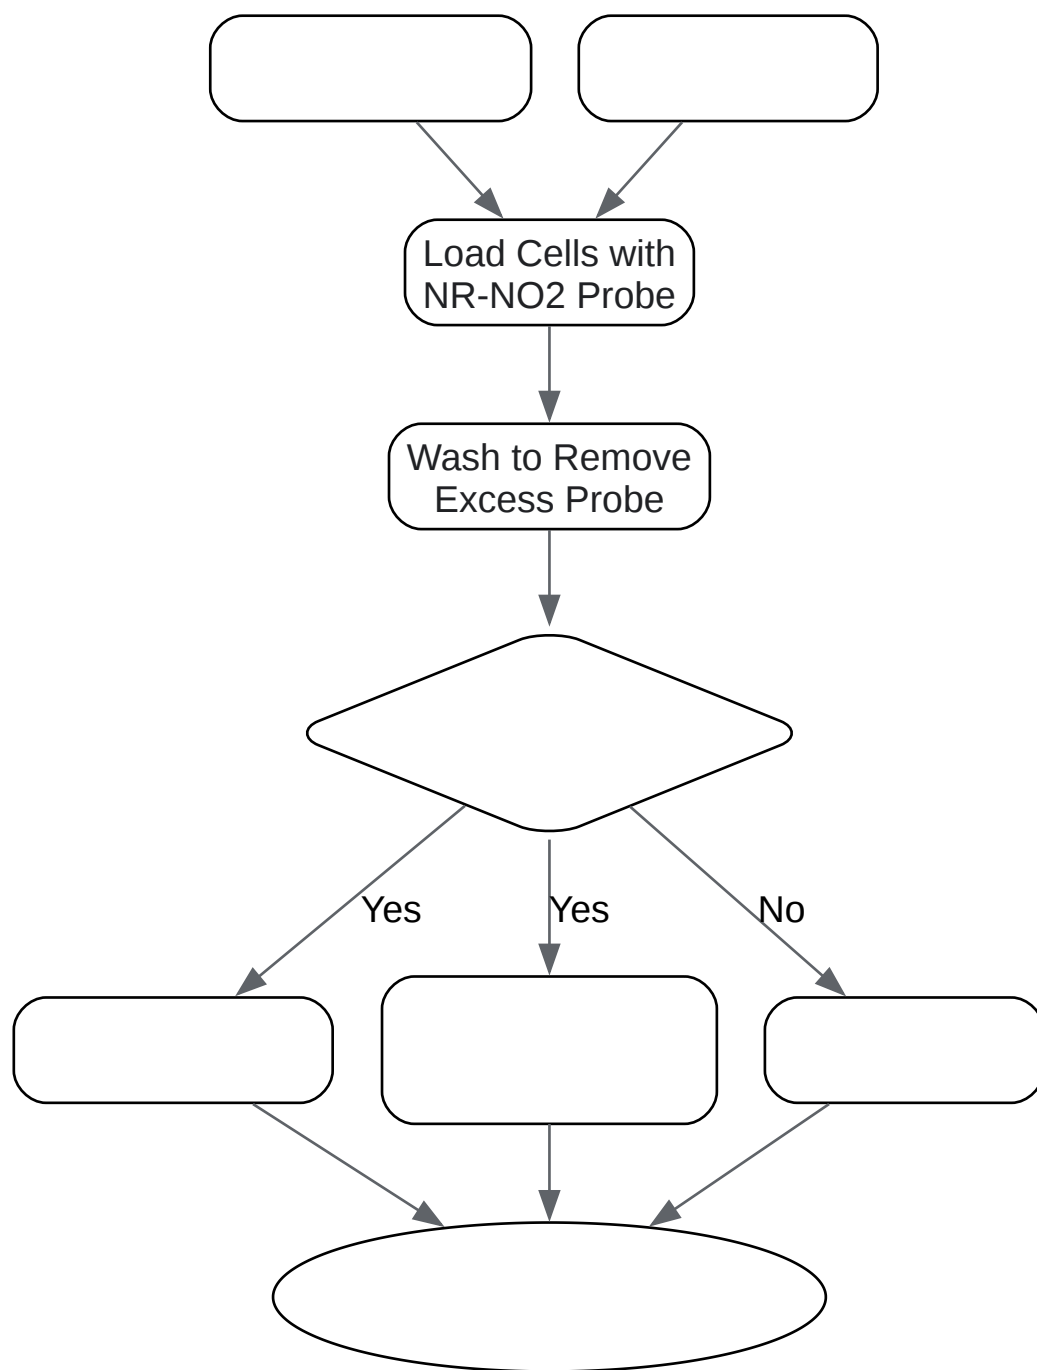 Load Cells with
NR-NO2 Probe
Wash to Remove
Excess Probe
Yes
Yes
No